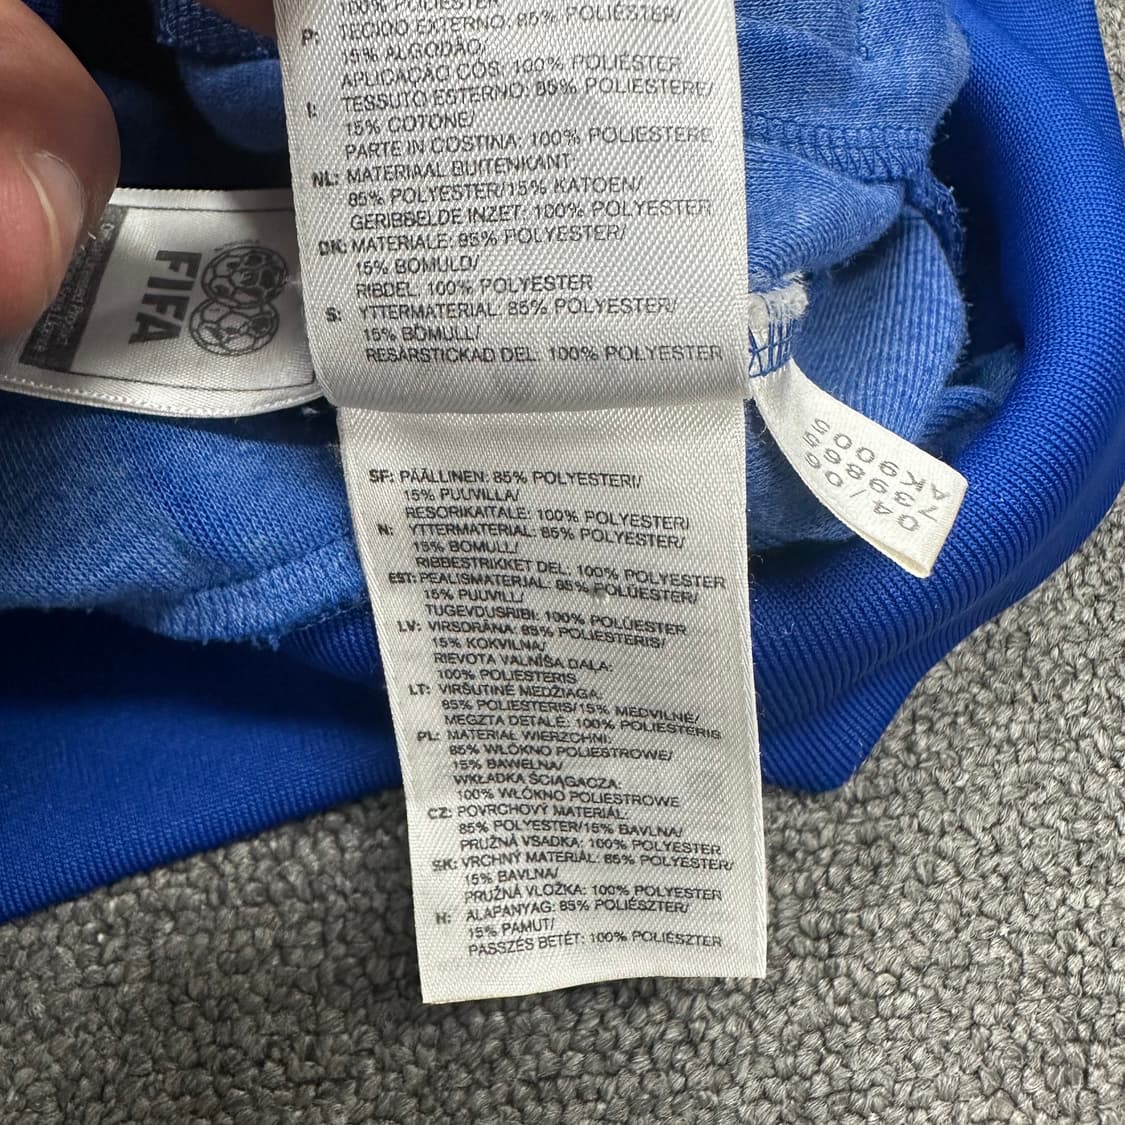 100% POLIÉSTER
P: TECIDO EXTERNO: 85% POLIÉSTER/
15% ALGODÃO/
APLICAÇÃO CÓS: 100% POLIÉSTER
I: TESSUTO ESTERNO: 85% POLIESTERE/
15% COTONE/
PARTE IN COSTINA: 100% POLIESTERE
NL: MATERIAAL BUITENKANT:
85% POLYESTER/15% KATOEN/
GERIBBELDE INZET: 100% POLYESTER
DK: MATERIALE: 85% POLYESTER/
15% BOMULD/
RIBDEL: 100% POLYESTER
S: YTTERMATERIAL: 85% POLYESTER/
15% BOMULL/
RESÅRSTICKAD DEL: 100% POLYESTER
FIFA
SF: PÄÄLLINEN: 85% POLYESTERI/
15% PUUVILLA/
RESORIKAITALE: 100% POLYESTERI
N: YTTERMATERIAL: 85% POLYESTER/
15% BOMULL/
RIBBESTRIKKET DEL: 100% POLYESTER
EST: PEALISMATERJAL: 85% POLÜESTER/
15% PUUVILL/
TUGEVDUSRIBI: 100% POLÜESTER
LV: VIRSDRĀNA: 85% POLIESTERIS/
15% KOKVILNA/
RIEVOTA VALNĪŠA DAĻA:
100% POLIESTERIS
LT: VIRŠUTINĖ MEDŽIAGA:
85% POLIESTERIS/15% MEDVILNĖ/
MEGZTA DETALĖ: 100% POLIESTERIS
PL: MATERIAŁ WIERZCHNI:
85% WŁÓKNO POLIESTROWE/
15% BAWEŁNA/
WKŁADKA ŚCIĄGACZA:
100% WŁÓKNO POLIESTROWE
CZ: POVRCHOVÝ MATERIÁL:
85% POLYESTER/15% BAVLNA/
PRUŽNÁ VSADKA: 100% POLYESTER
SK: VRCHNÝ MATERIÁL: 85% POLYESTER/
15% BAVLNA/
PRUŽNÁ VLOŽKA: 100% POLYESTER
H: ALAPANYAG: 85% POLIÉSZTER/
15% PAMUT/
PASSZÉS BETÉT: 100% POLIÉSZTER
04/06
739865
AK9005